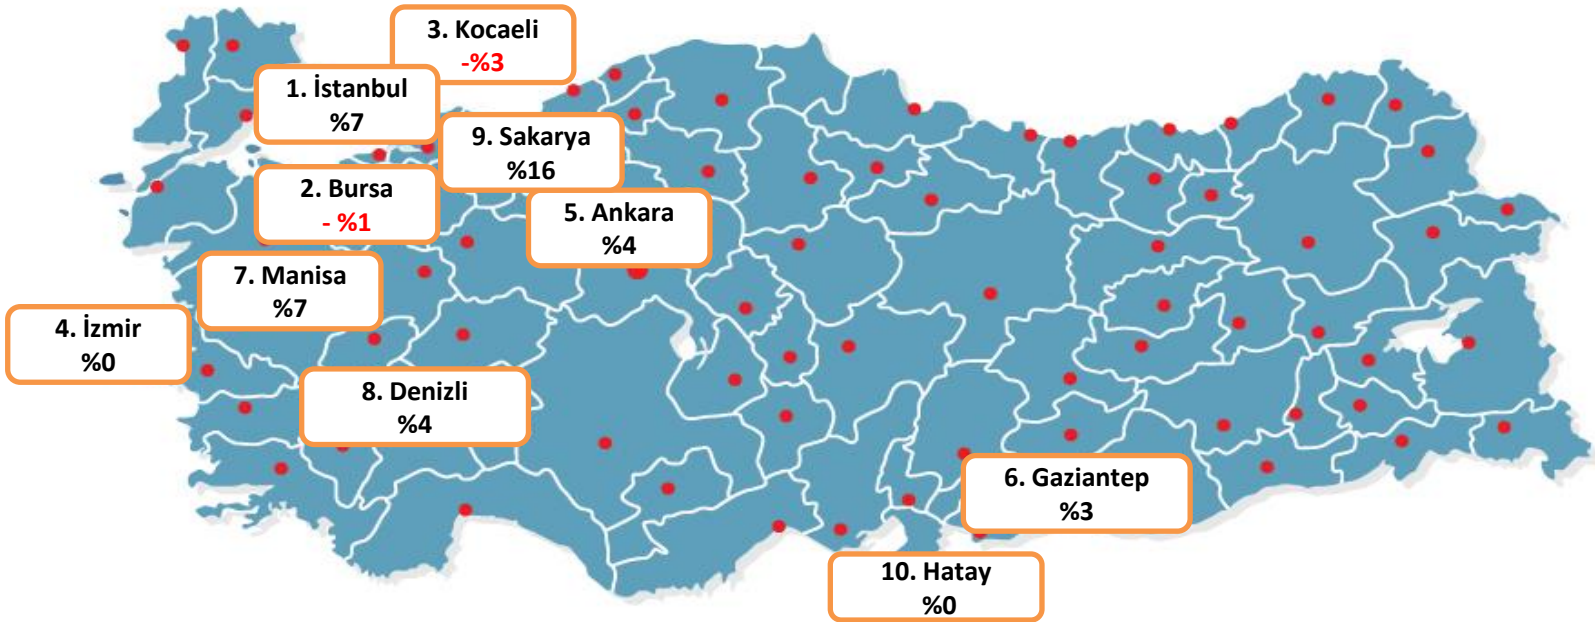 3. Kocaeli
-%3
1. İstanbul
%7
9. Sakarya
%16
2. Bursa
- %1
5. Ankara
%4
7. Manisa
%7
4. İzmir
%0
8. Denizli
%4
6. Gaziantep
%3
10. Hatay
%0